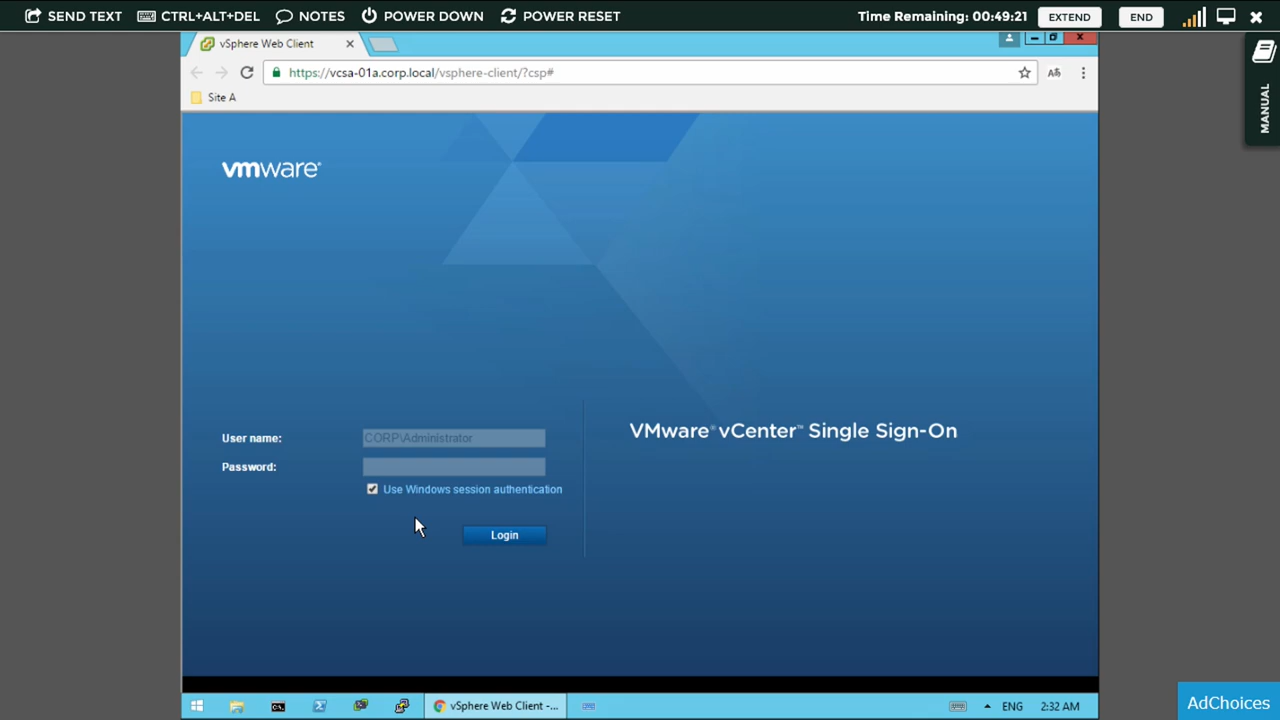 SEND TEXT CTRL+ALT+DEL NOTES POWER DOWN POWER RESET Time Remaining: 00:49:21 EXTEND END
vSphere Web Client
https://vcsa-01a.corp.local/vsphere-client/?csp#
Site A
MANUAL
vmware®
User name: CORP\Administrator
Password:
Use Windows session authentication
Login
VMware® vCenter™ Single Sign-On
vSphere Web Client -...
ENG 2:32 AM
AdChoices